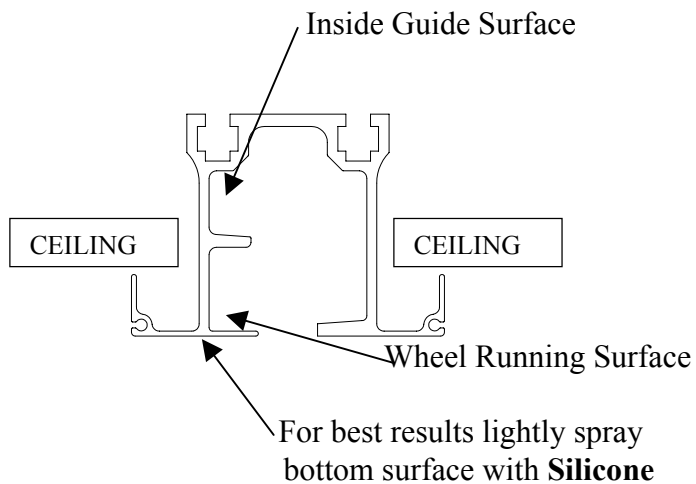 Inside Guide Surface
CEILING
CEILING
Wheel Running Surface
For best results lightly spray
bottom surface with Silicone